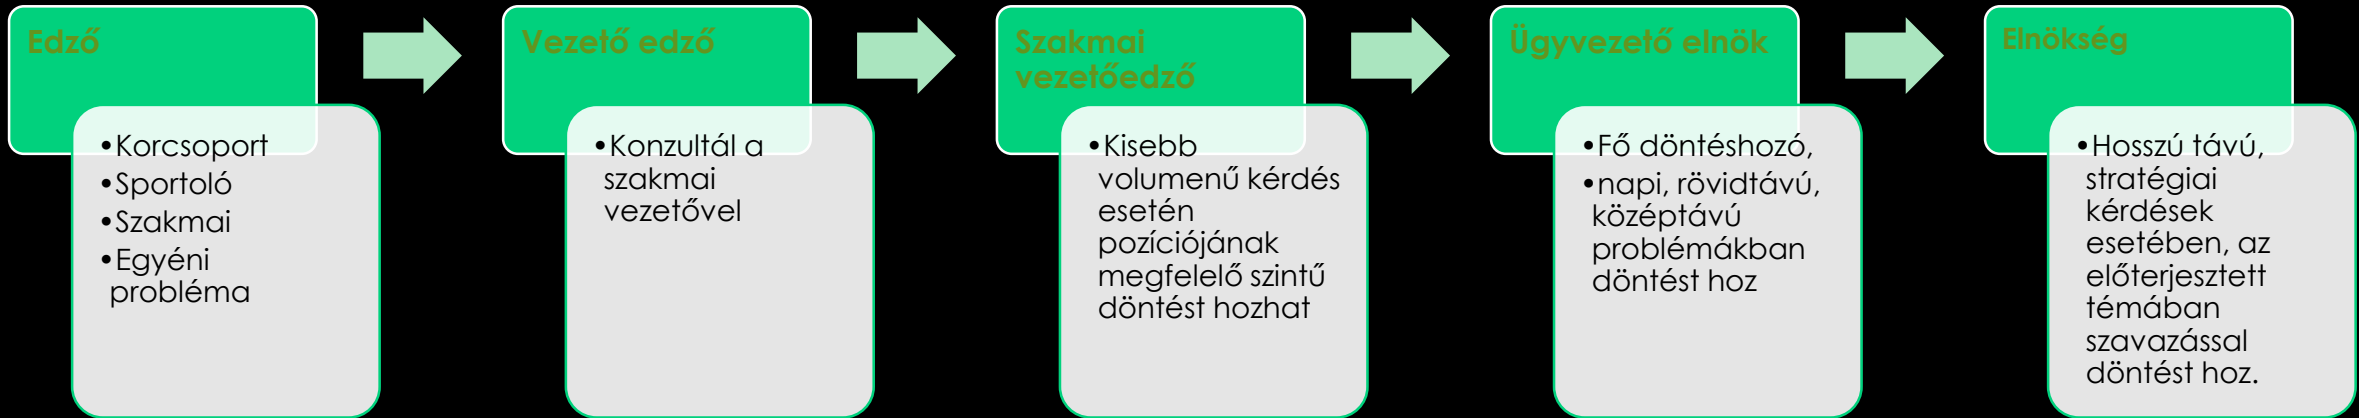 Edző
•Korcsoport
•Sportoló
•Szakmai
•Egyéni
probléma
Vezető edző
•Konzultál a
szakmai
vezetővel
Szakmai
vezetőedző
•Kisebb
volumenű kérdés
esetén
pozíciójának
megfelelő szintű
döntést hozhat
Ügyvezető elnök
•Fő döntéshozó,
•napi, rövidtávú,
középtávú
problémákban
döntést hoz
Elnökség
•Hosszú távú,
stratégiai
kérdések
esetében, az
előterjesztett
témában
szavazással
döntést hoz.